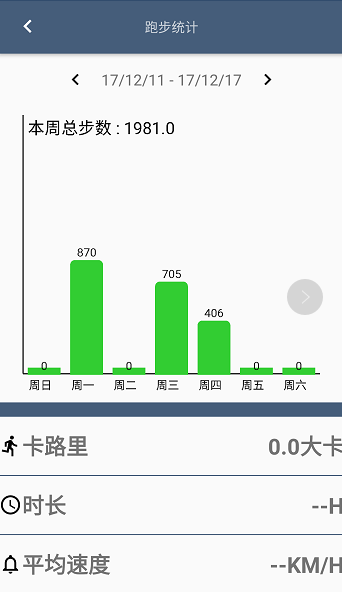 跑步统计
17/12/11 - 17/12/17
本周总步数 : 1981.0
870
705
406
0 0 0 0
周日 周一 周二 周三 周四 周五 周六
卡路里 0.0大卡
时长 --H
平均速度 --KM/H